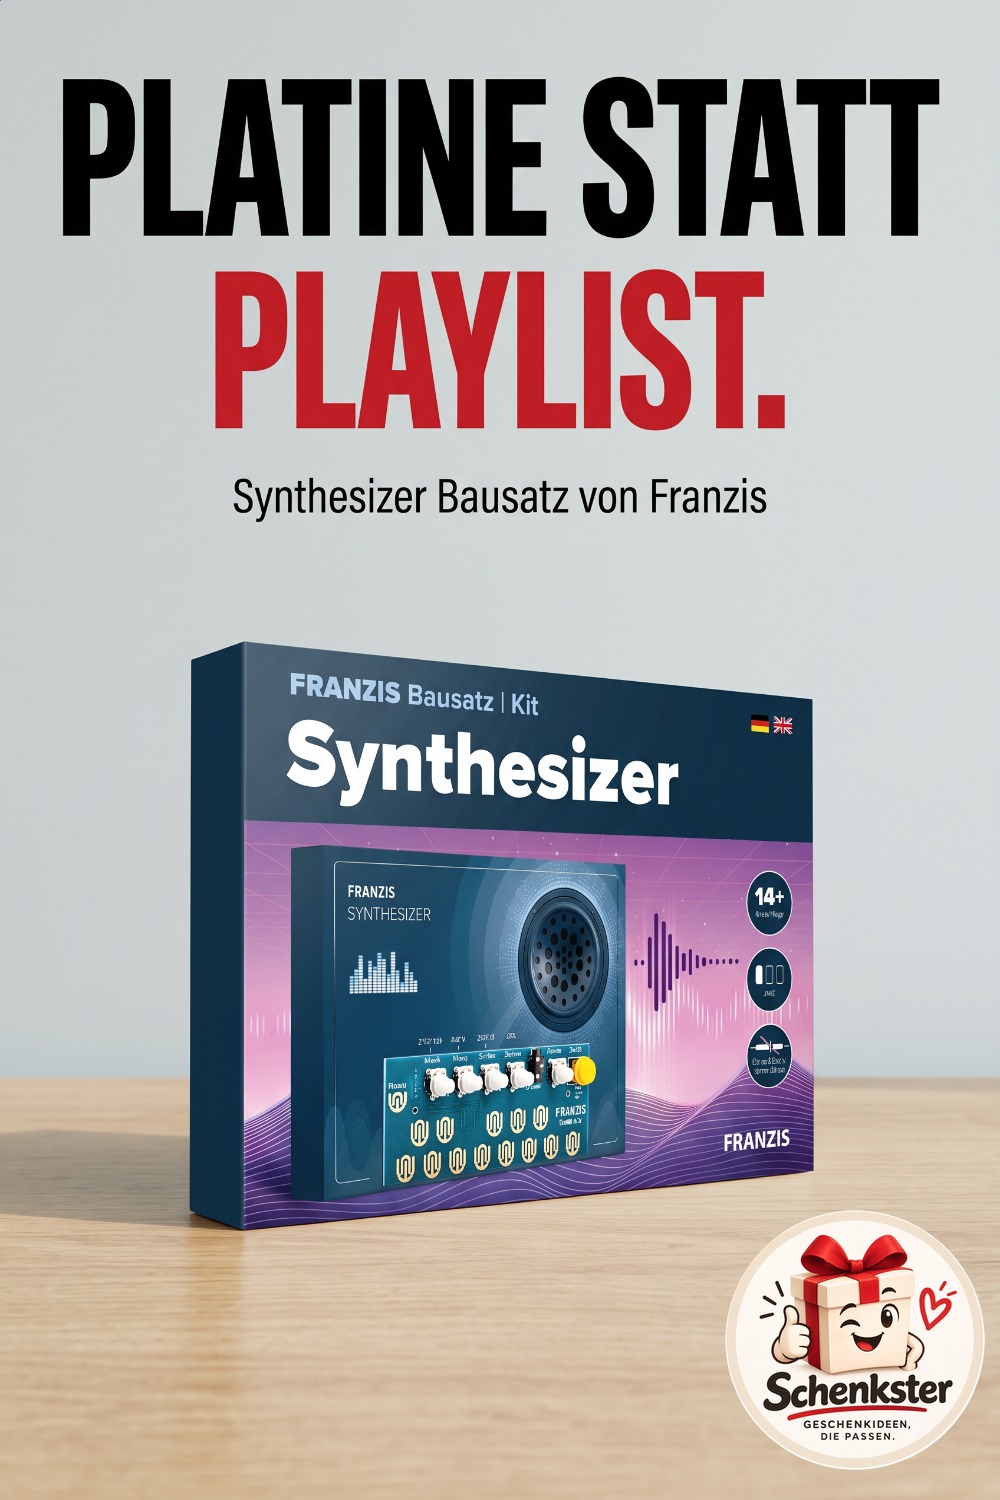 PLATINE STATT
PLAYLIST.
Synthesizer Bausatz von Franzis
FRANZIS Bausatz | Kit
Synthesizer
FRANZIS
SYNTHESIZER
14+
FRANZIS
FRANZIS
Schenkster
GESCHENKIDEEN,
DIE PASSEN.